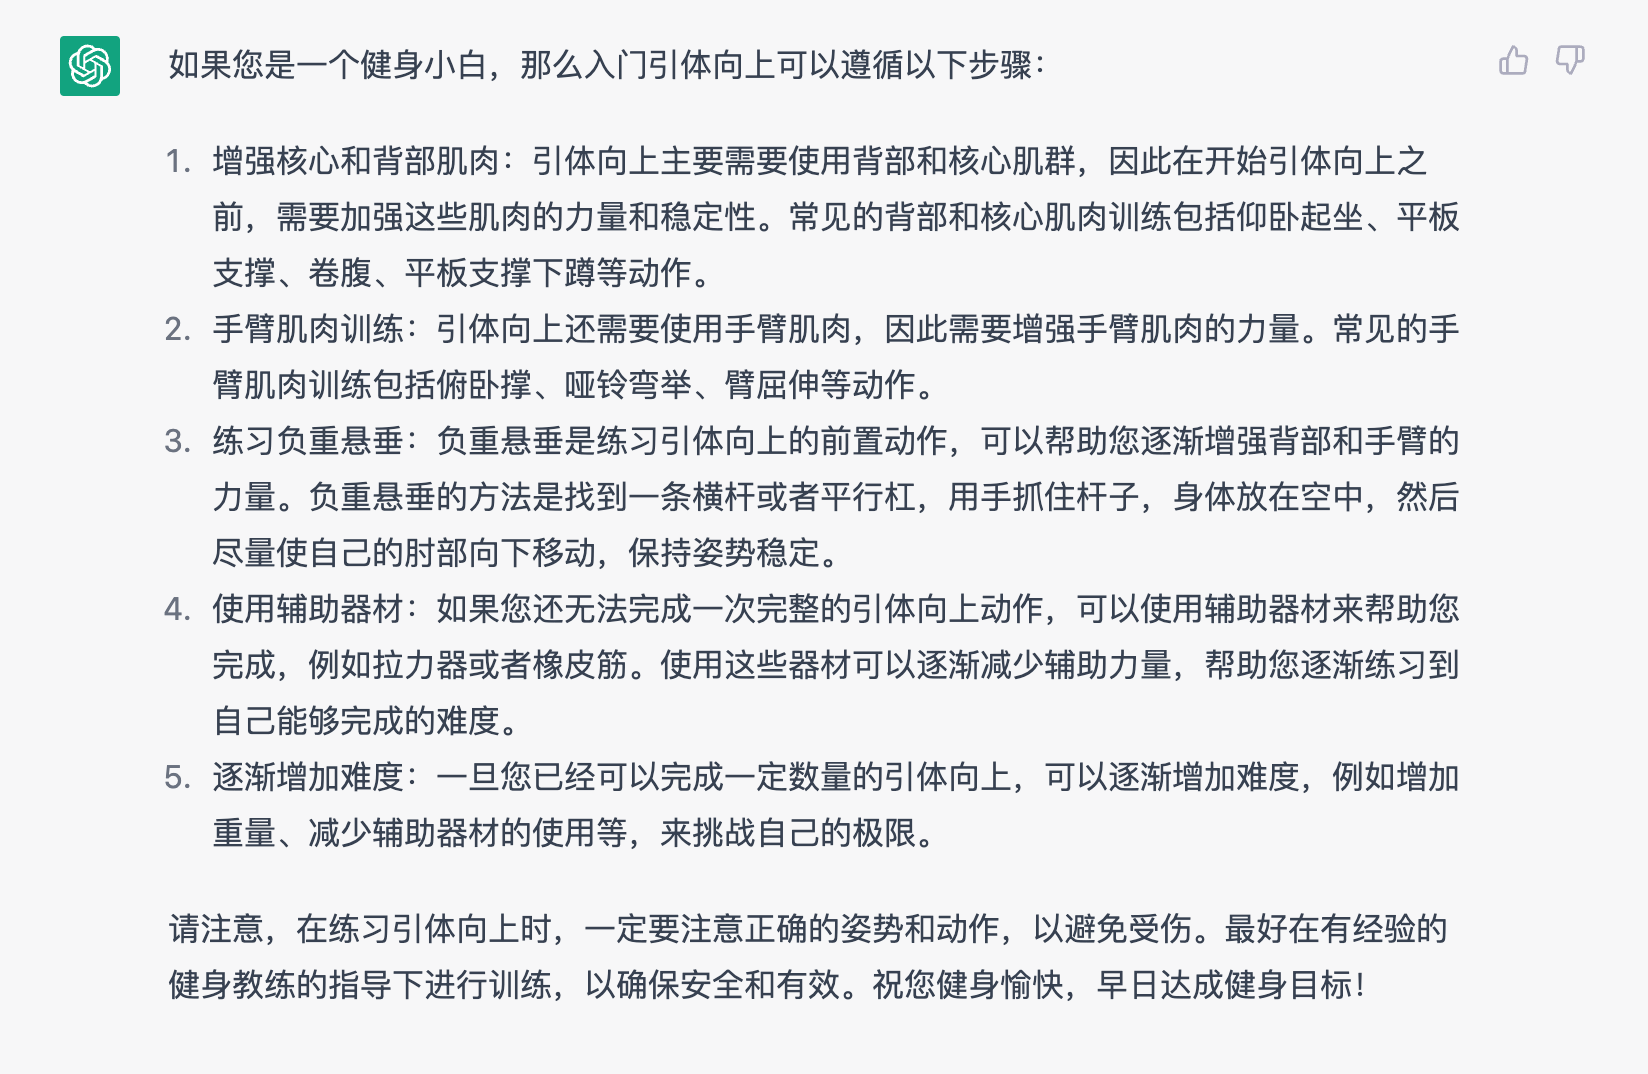 如果您是一个健身小白，那么入门引体向上可以遵循以下步骤：
1. 增强核心和背部肌肉：引体向上主要需要使用背部和核心肌群，因此在开始引体向上之
前，需要加强这些肌肉的力量和稳定性。常见的背部和核心肌肉训练包括仰卧起坐、平板
支撑、卷腹、平板支撑下蹲等动作。
2. 手臂肌肉训练：引体向上还需要使用手臂肌肉，因此需要增强手臂肌肉的力量。常见的手
臂肌肉训练包括俯卧撑、哑铃弯举、臂屈伸等动作。
3. 练习负重悬垂：负重悬垂是练习引体向上的前置动作，可以帮助您逐渐增强背部和手臂的
力量。负重悬垂的方法是找到一条横杆或者平行杠，用手抓住杆子，身体放在空中，然后
尽量使自己的肘部向下移动，保持姿势稳定。
4. 使用辅助器材：如果您还无法完成一次完整的引体向上动作，可以使用辅助器材来帮助您
完成，例如拉力器或者橡皮筋。使用这些器材可以逐渐减少辅助力量，帮助您逐渐练习到
自己能够完成的难度。
5. 逐渐增加难度：一旦您已经可以完成一定数量的引体向上，可以逐渐增加难度，例如增加
重量、减少辅助器材的使用等，来挑战自己的极限。
请注意，在练习引体向上时，一定要注意正确的姿势和动作，以避免受伤。最好在有经验的
健身教练的指导下进行训练，以确保安全和有效。祝您健身愉快，早日达成健身目标！